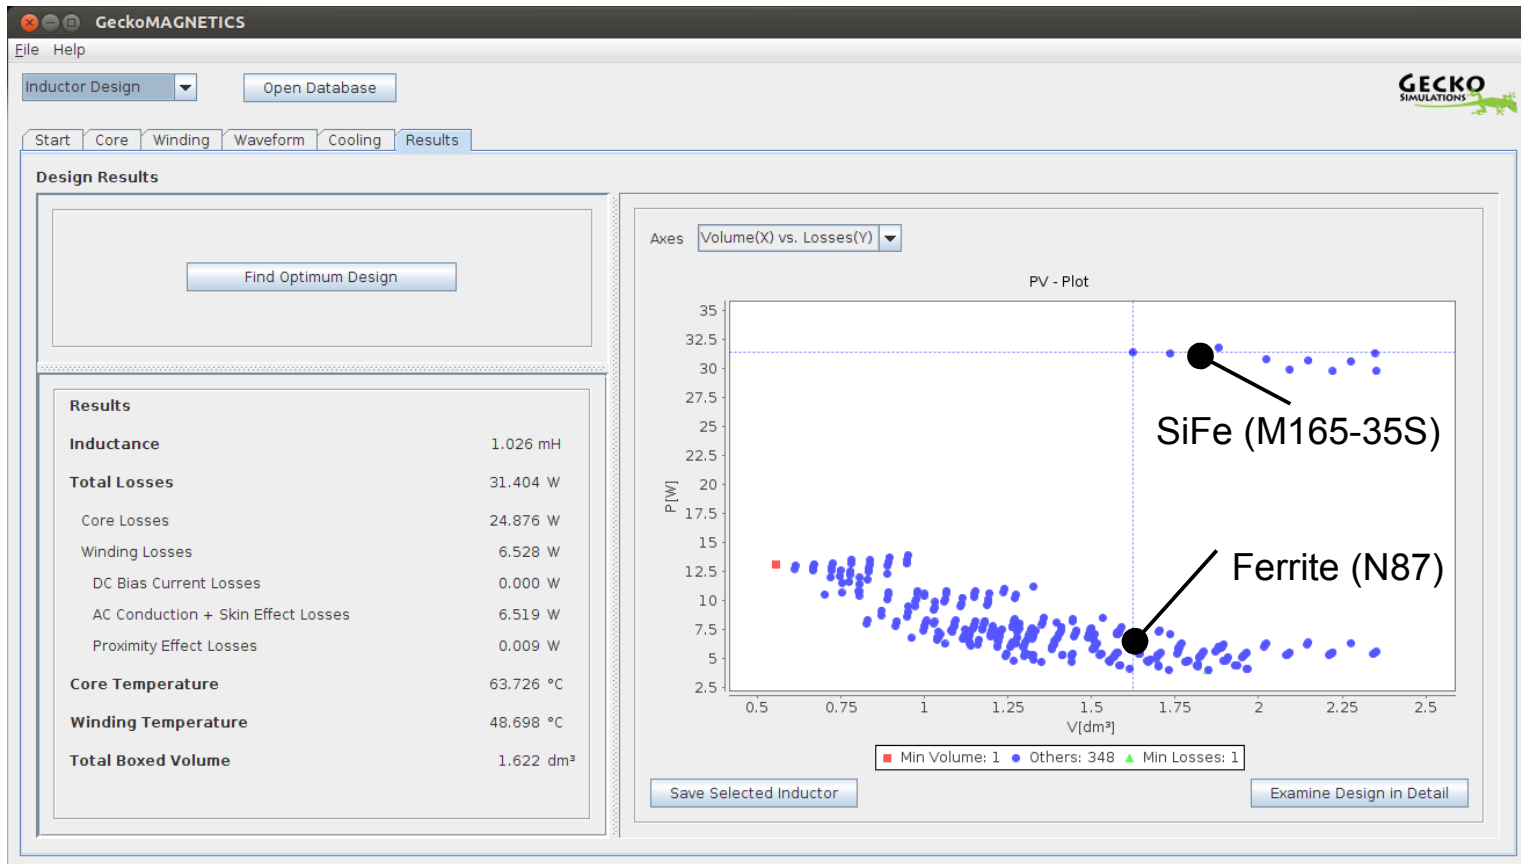 GeckoMAGNETICS
File Help
Inductor Design
Open Database
GECKO
SIMULATIONS
Start Core Winding Waveform Cooling Results
Design Results
Find Optimum Design
Results
Inductance 1.026 mH
Total Losses 31.404 W
Core Losses 24.876 W
Winding Losses 6.528 W
DC Bias Current Losses 0.000 W
AC Conduction + Skin Effect Losses 6.519 W
Proximity Effect Losses 0.009 W
Core Temperature 63.726 °C
Winding Temperature 48.698 °C
Total Boxed Volume 1.622 dm³
Axes Volume(X) vs. Losses(Y)
PV - Plot
35
32.5
30
27.5
25
22.5
20
17.5
15
12.5
10
7.5
5
2.5
P[W]
SiFe (M165-35S)
Ferrite (N87)
0.5 0.75 1 1.25 1.5 1.75 2 2.25 2.5
V[dm³]
Min Volume: 1 Others: 348 Min Losses: 1
Save Selected Inductor
Examine Design in Detail